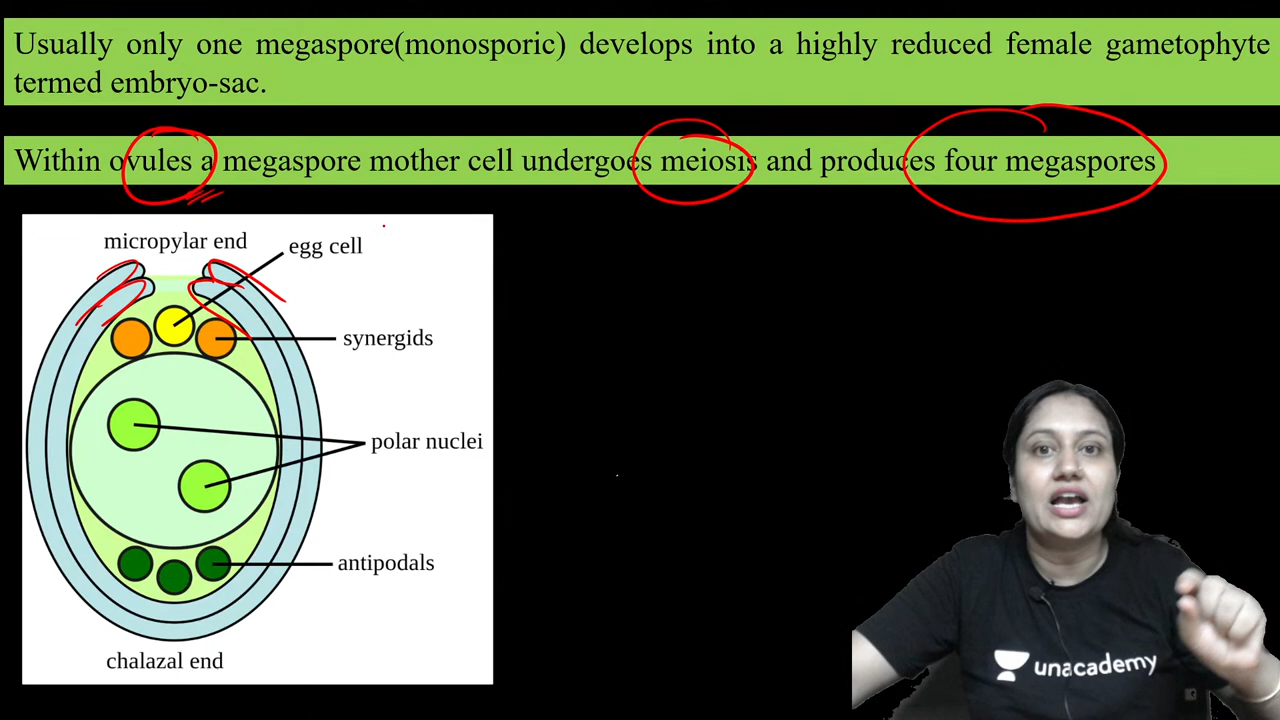 Usually only one megaspore(monosporic) develops into a highly reduced female gametophyte
termed embryo-sac.
Within ovules a megaspore mother cell undergoes meiosis and produces four megaspores
micropylar end
egg cell
synergids
polar nuclei
antipodals
chalazal end
unacademy